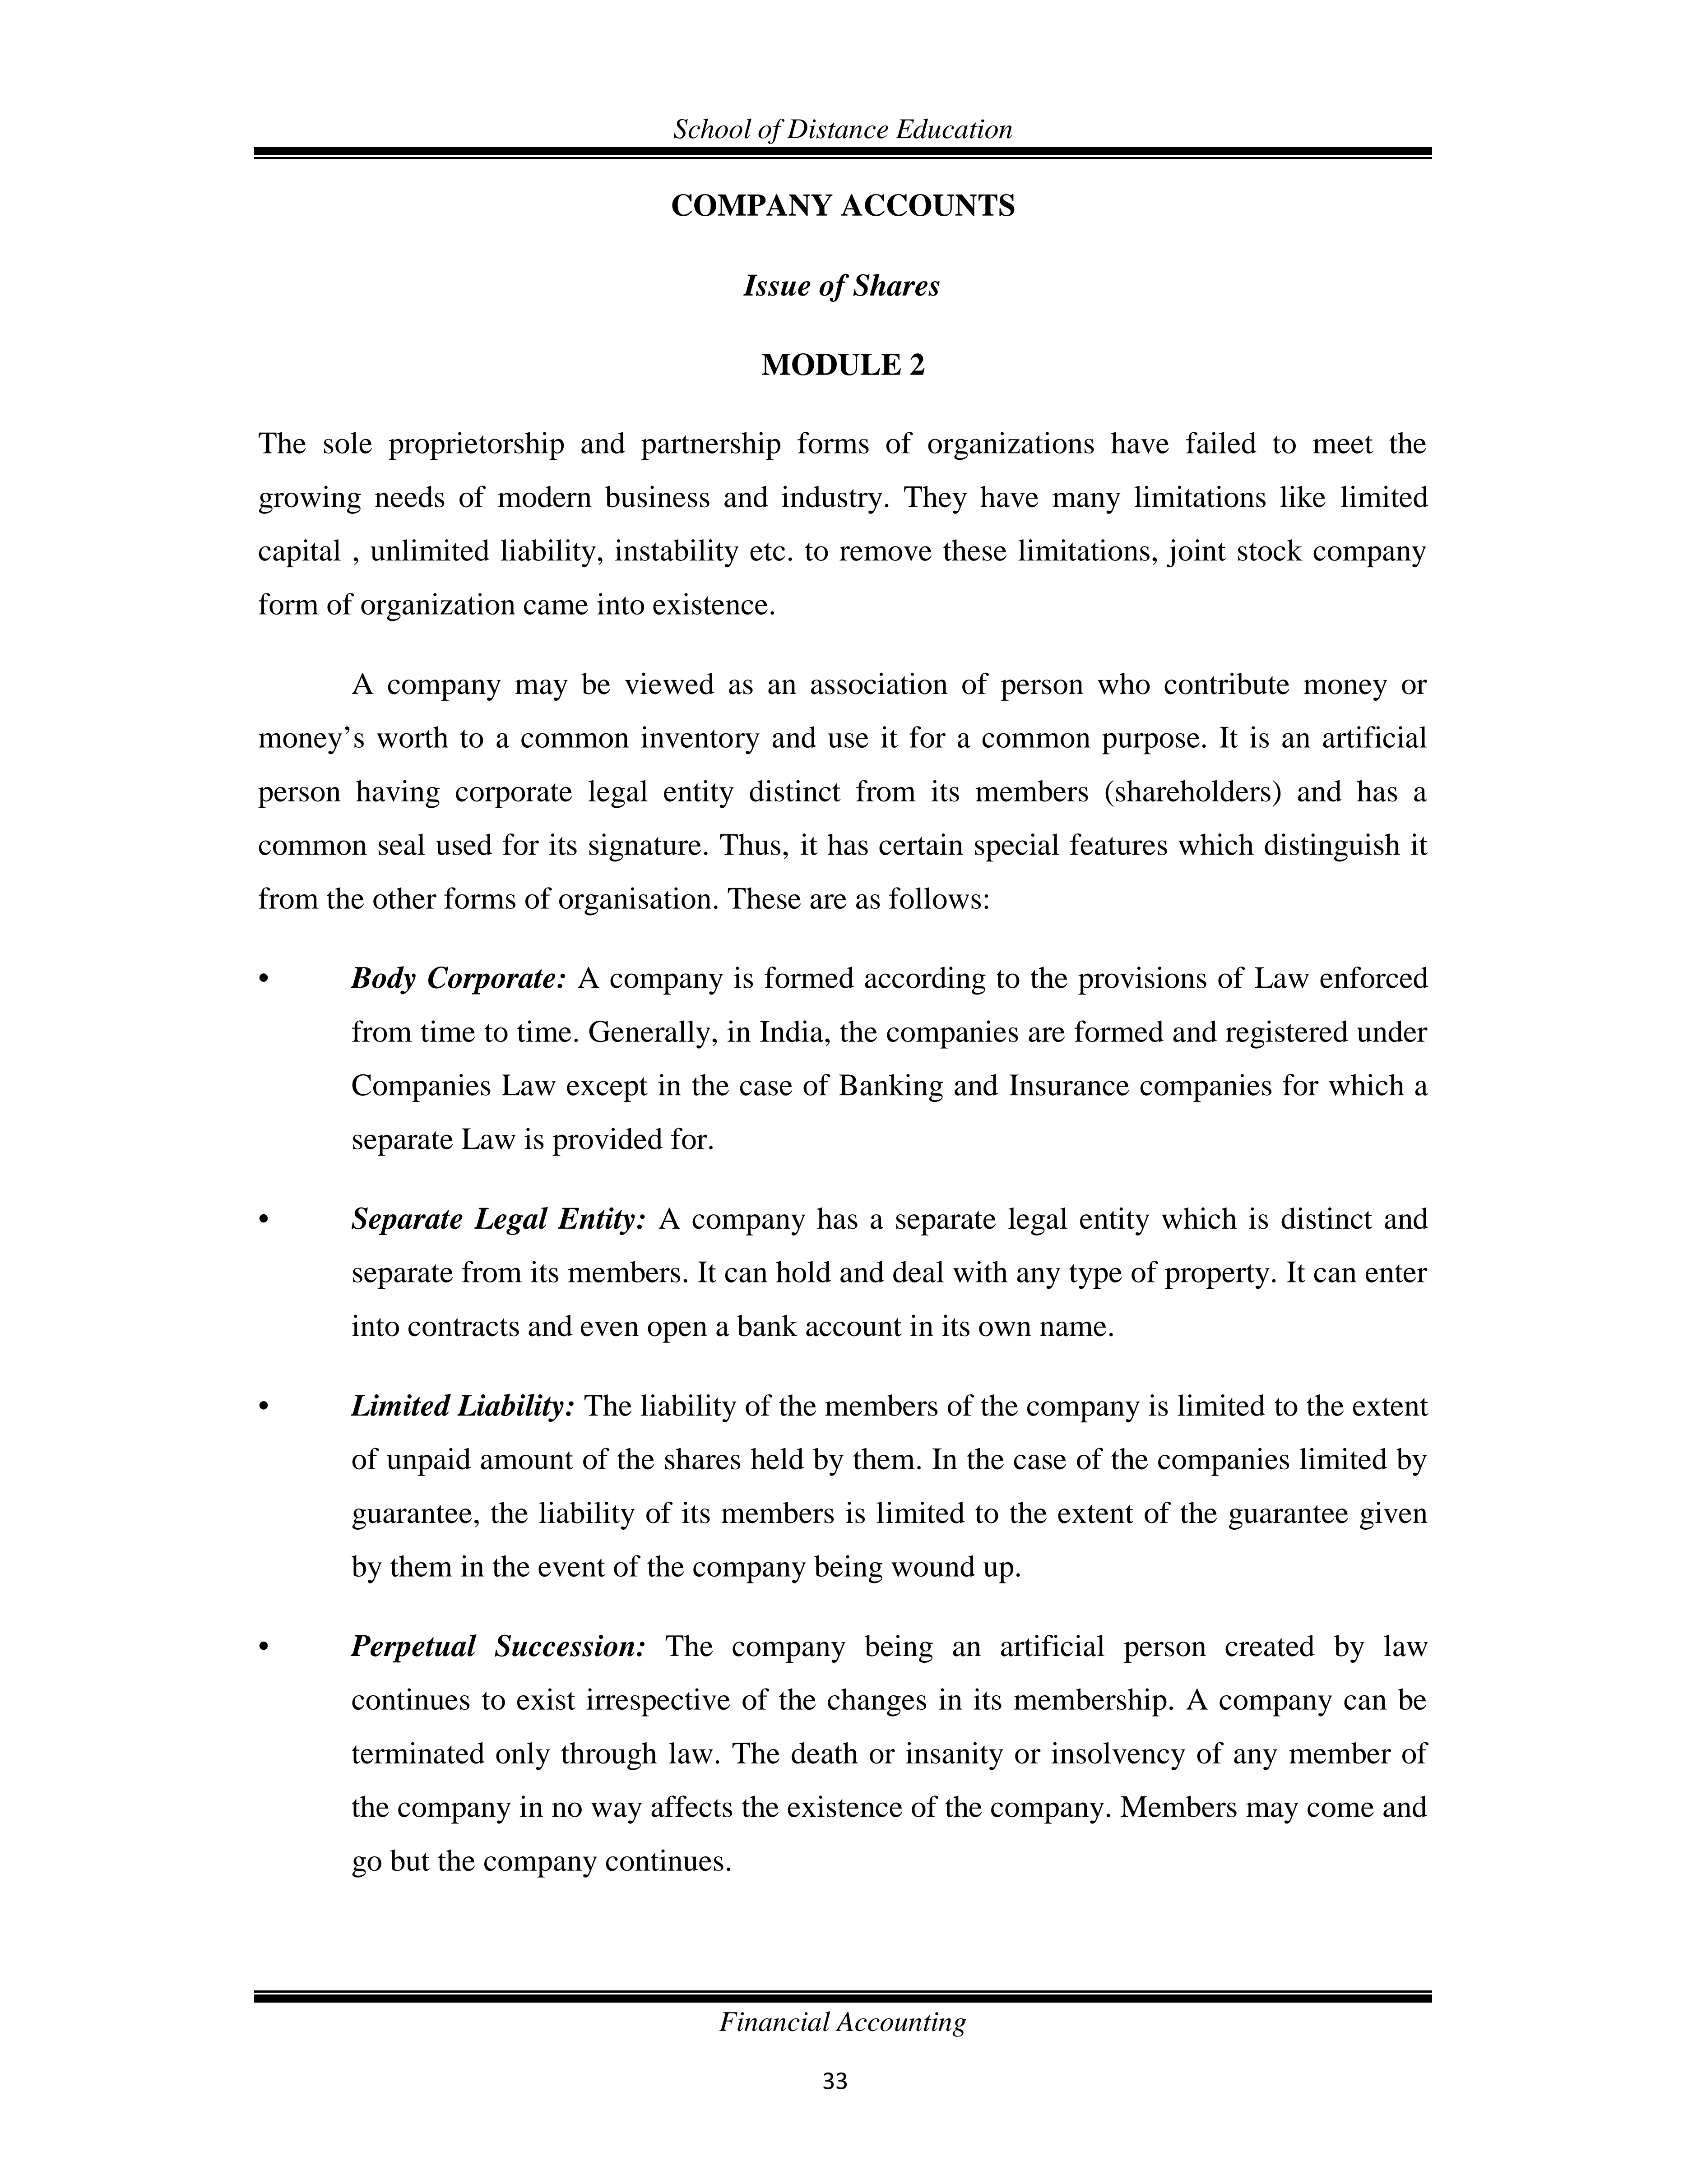 School of Distance Education
COMPANY ACCOUNTS
Issue of Shares
MODULE 2
The sole proprietorship and partnership forms of organizations have failed to meet the
growing needs of modern business and industry. They have many limitations like limited
capital , unlimited liability, instability etc. to remove these limitations, joint stock company
form of organization came into existence.
A company may be viewed as an association of person who contribute money or
money’s worth to a common inventory and use it for a common purpose. It is an artificial
person having corporate legal entity distinct from its members (shareholders) and has a
common seal used for its signature. Thus, it has certain special features which distinguish it
from the other forms of organisation. These are as follows:
• Body Corporate: A company is formed according to the provisions of Law enforced
from time to time. Generally, in India, the companies are formed and registered under
Companies Law except in the case of Banking and Insurance companies for which a
separate Law is provided for.
• Separate Legal Entity: A company has a separate legal entity which is distinct and
separate from its members. It can hold and deal with any type of property. It can enter
into contracts and even open a bank account in its own name.
• Limited Liability: The liability of the members of the company is limited to the extent
of unpaid amount of the shares held by them. In the case of the companies limited by
guarantee, the liability of its members is limited to the extent of the guarantee given
by them in the event of the company being wound up.
• Perpetual Succession: The company being an artificial person created by law
continues to exist irrespective of the changes in its membership. A company can be
terminated only through law. The death or insanity or insolvency of any member of
the company in no way affects the existence of the company. Members may come and
go but the company continues.
Financial Accounting
33